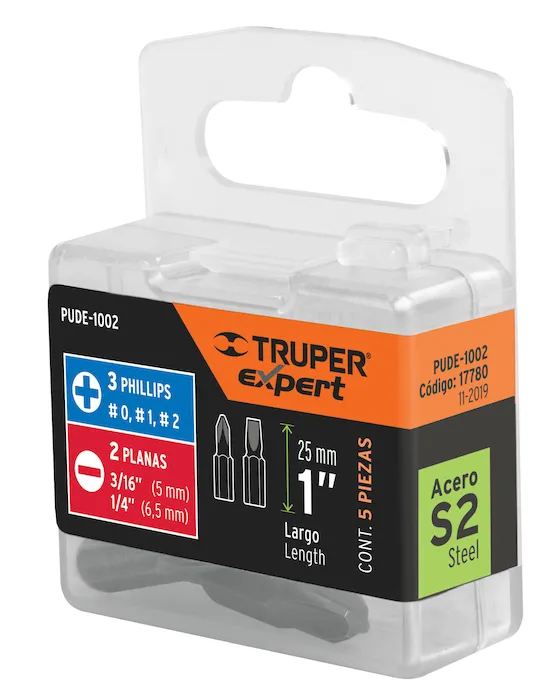 PUDE-1002
3 PHILLIPS
#0, #1, #2
2 PLANAS
3/16” (5 mm)
1/4” (6,5 mm)
TRUPER®
expert
25 mm
1”
Largo
Length
CONT. 5 PIEZAS
PUDE-1002
Código: 17780
11-2019
Acero
S2
Steel